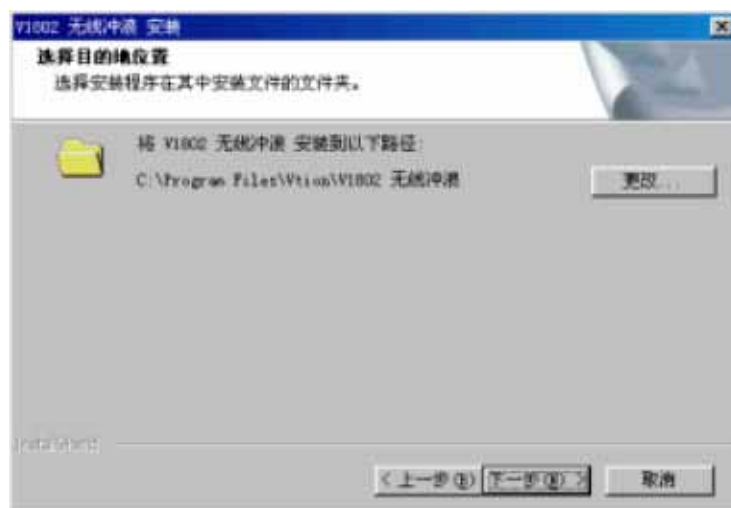 V1802 无线冲浪 安装
选择目的地位置
选择安装程序在其中安装文件的文件夹。
将 V1802 无线冲浪 安装到以下路径:
C:\Program Files\Vtion\V1802 无线冲浪
更改...
InstallShield
< 上一步(B)
下一步(N) >
取消